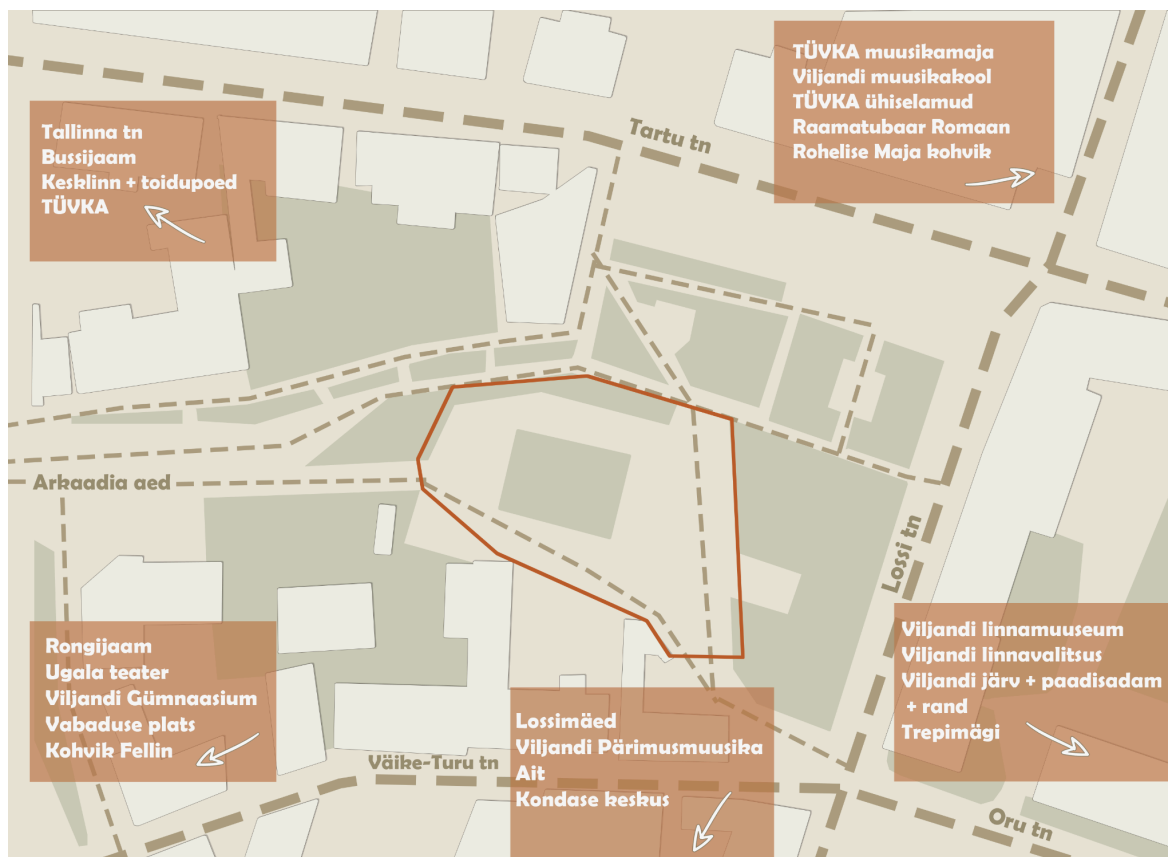 TÜVKA muusikamaja
Viljandi muusikakool
TÜVKA ühiselamud
Raamatubaar Romaan
Rohelise Maja kohvik
Tallinna tn
Bussijaam
Kesklinn + toidupoed
TÜVKA
Tartu tn
Arkaadia aed
Lossi tn
Rongijaam
Ugala teater
Viljandi Gümnaasium
Vabaduse plats
Kohvik Fellin
Viljandi linnamuuseum
Viljandi linnavalitsus
Viljandi järv + paadisadam
+ rand
Trepimägi
Lossimäed
Viljandi Pärimusmuusika
Ait
Kondase keskus
Väike-Turu tn
Oru tn